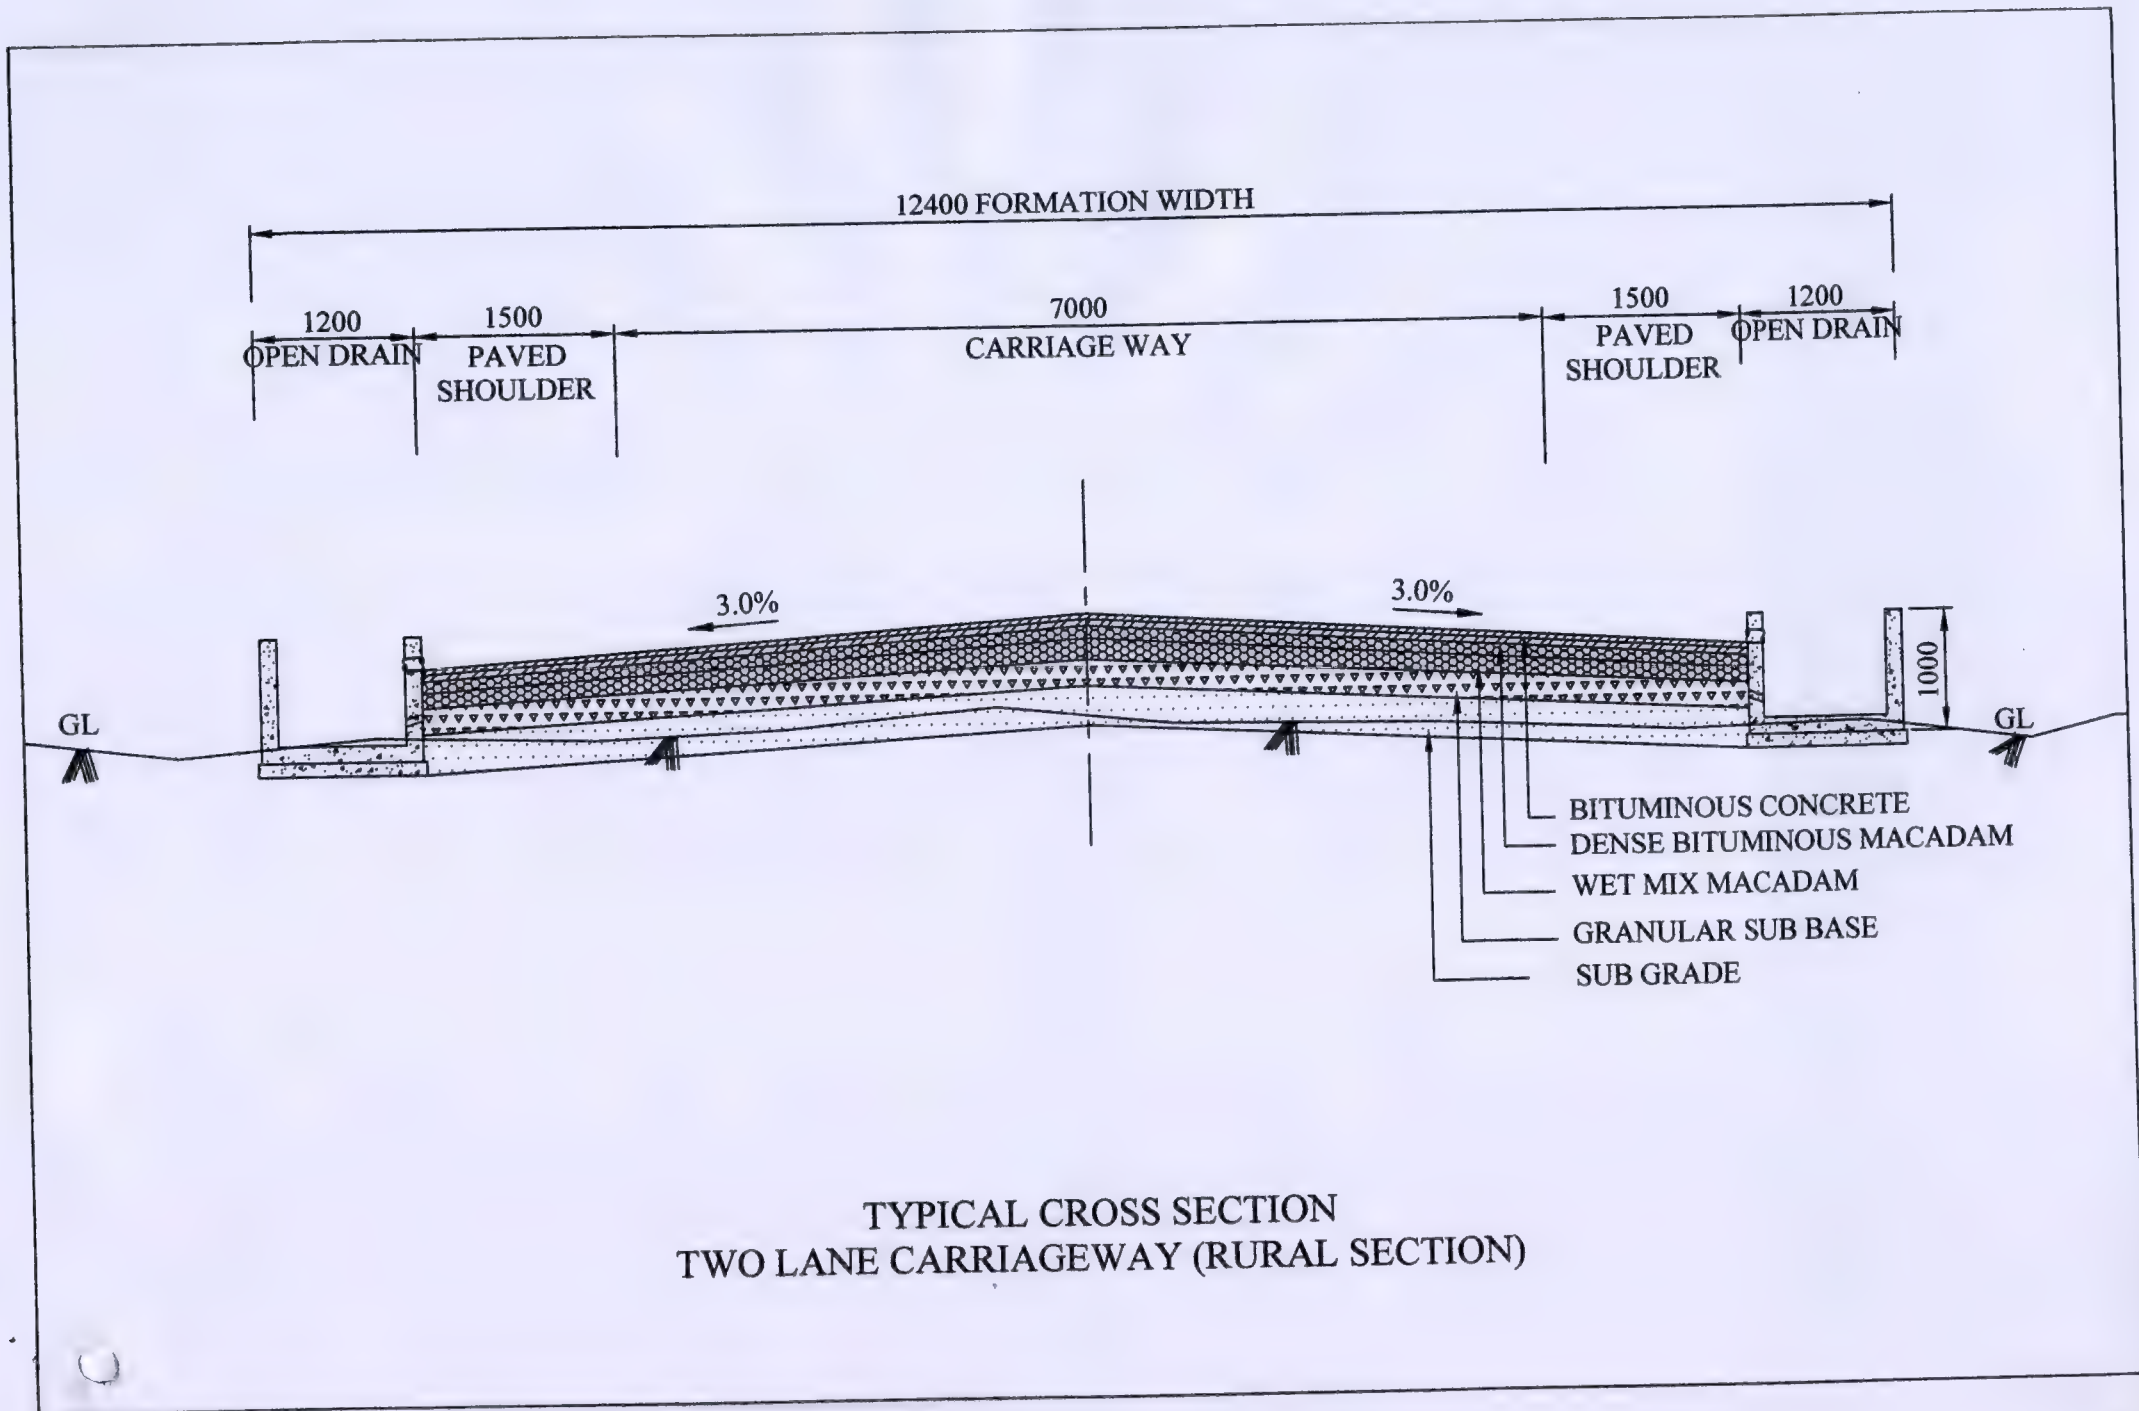 12400 FORMATION WIDTH
1200
OPEN DRAIN
1500
PAVED
SHOULDER
7000
CARRIAGE WAY
1500
PAVED
SHOULDER
1200
OPEN DRAIN
3.0%
3.0%
1000
GL
GL
BITUMINOUS CONCRETE
DENSE BITUMINOUS MACADAM
WET MIX MACADAM
GRANULAR SUB BASE
SUB GRADE
TYPICAL CROSS SECTION
TWO LANE CARRIAGEWAY (RURAL SECTION)